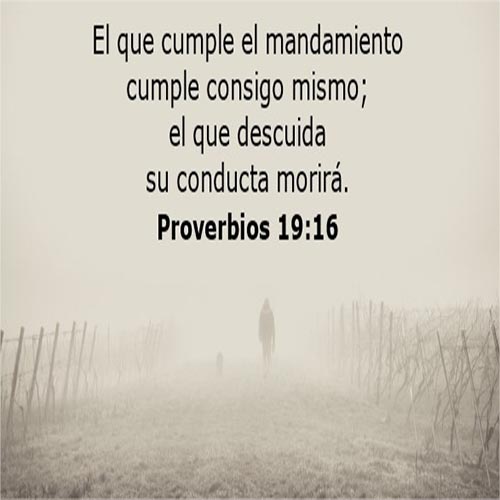 El que cumple el mandamiento
cumple consigo mismo;
el que descuida
su conducta morirá.
Proverbios 19:16